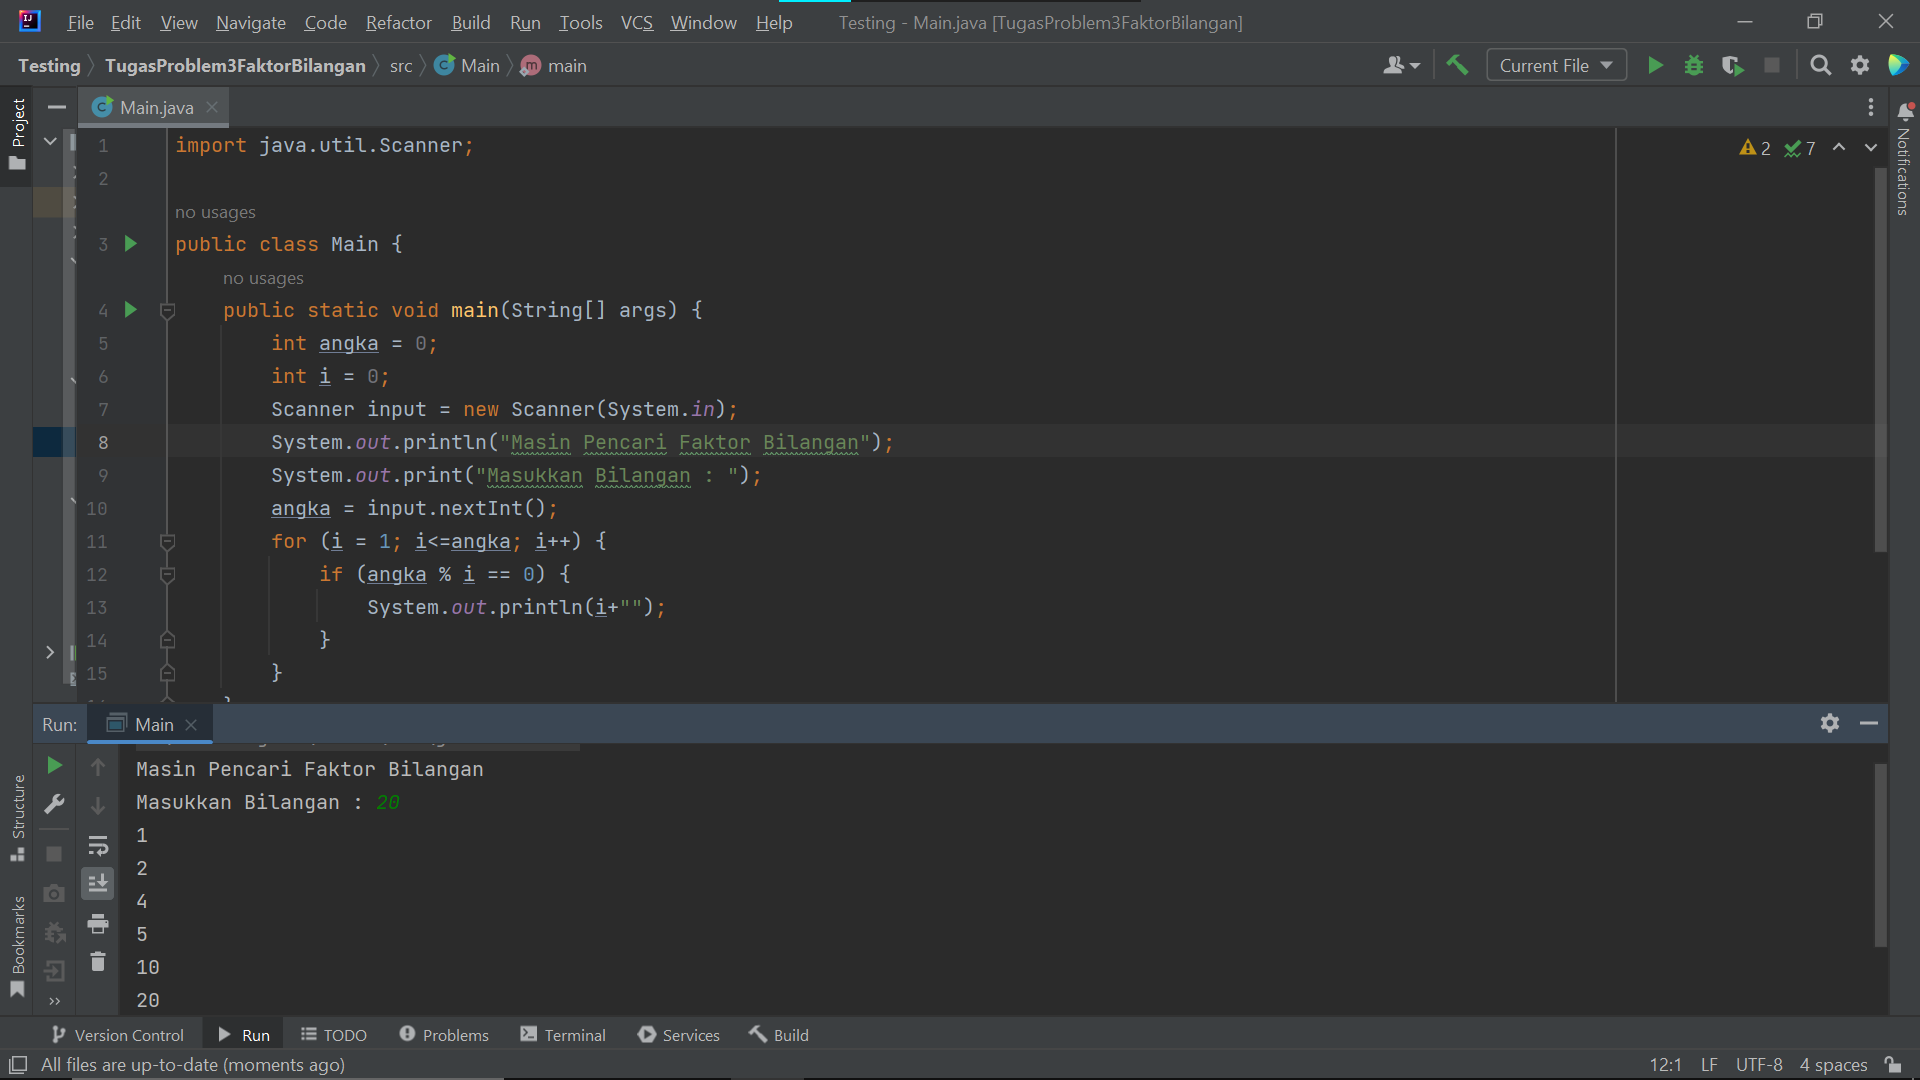 File Edit View Navigate Code Refactor Build Run Tools VCS Window Help Testing - Main.java [TugasProblem3FaktorBilangan]
Testing TugasProblem3FaktorBilangan src Main main Current File
Project
Main.java
Notifications
2 7
1 import java.util.Scanner;
2
no usages
3 public class Main {
no usages
4 public static void main(String[] args) {
5 int angka = 0;
6 int i = 0;
7 Scanner input = new Scanner(System.in);
8 System.out.println("Masin Pencari Faktor Bilangan");
9 System.out.print("Masukkan Bilangan : ");
10 angka = input.nextInt();
11 for (i = 1; i<=angka; i++) {
12 if (angka % i == 0) {
13 System.out.println(i+"");
14 }
15 }
Run: Main
Masin Pencari Faktor Bilangan
Masukkan Bilangan : 20
1
2
4
5
10
20
Structure
Bookmarks
Version Control Run TODO Problems Terminal Services Build
All files are up-to-date (moments ago) 12:1 LF UTF-8 4 spaces